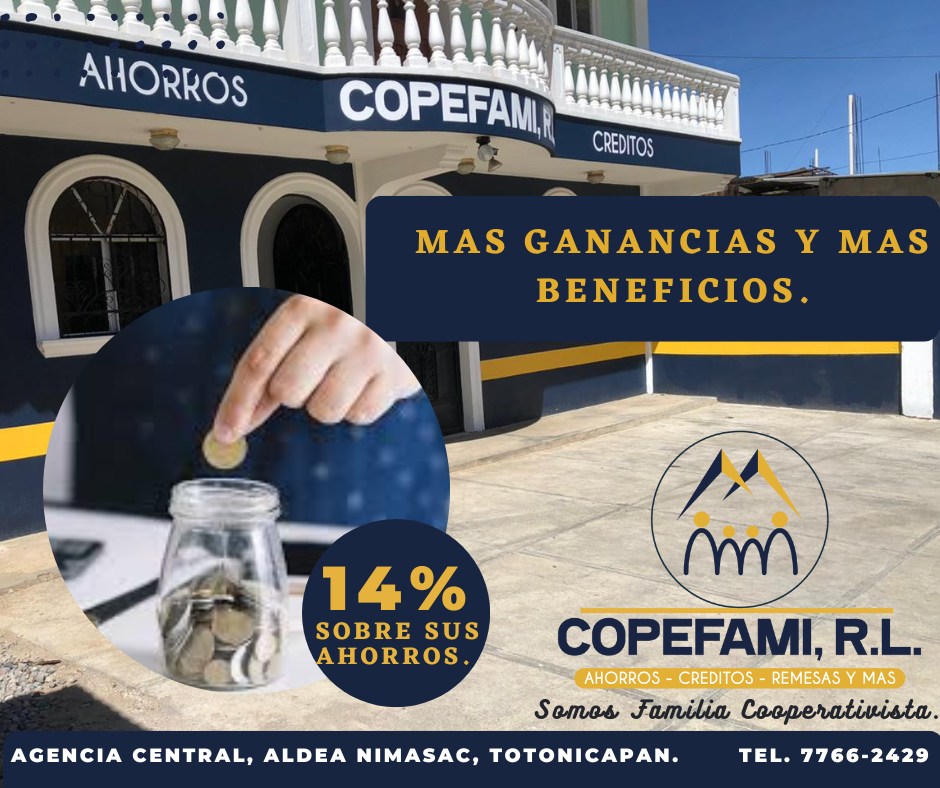 AHORROS
COPEFAMI, R.
CREDITOS
MAS GANANCIAS Y MAS
BENEFICIOS.
14%
SOBRE SUS
AHORROS.
COPEFAMI, R.L.
AHORROS - CREDITOS - REMESAS Y MAS
Somos Familia Cooperativista.
AGENCIA CENTRAL, ALDEA NIMASAC, TOTONICAPAN. TEL. 7766-2429